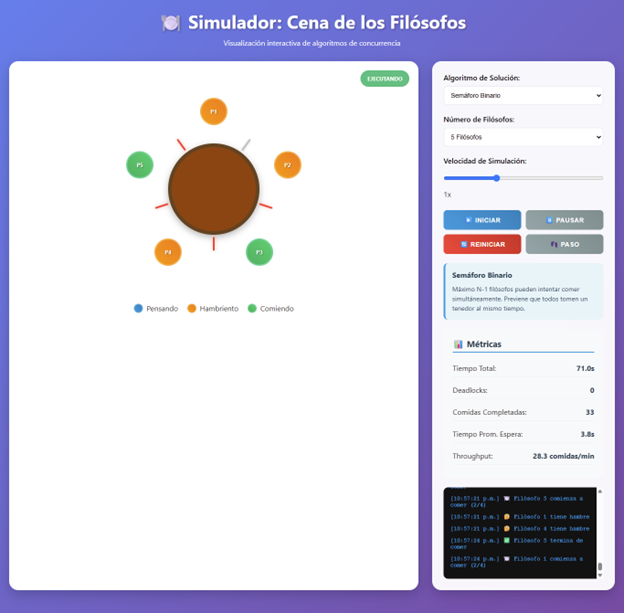 Simulador: Cena de los Filósofos
Visualización interactiva de algoritmos de concurrencia
EJECUTANDO
P1
P5
P2
P4
P3
Pensando
Hambriento
Comiendo
Algoritmo de Solución:
Semáforo Binario
Número de Filósofos:
5 Filósofos
Velocidad de Simulación:
1x
INICIAR
PAUSAR
REINICIAR
PASO
Semáforo Binario
Máximo N-1 filósofos pueden intentar comer
simultáneamente. Previene que todos tomen un
tenedor al mismo tiempo.
Métricas
Tiempo Total: 71.0s
Deadlocks: 0
Comidas Completadas: 33
Tiempo Prom. Espera: 3.8s
Throughput: 28.3 comidas/min
[10:57:21 p.m.] Filósofo 5 comienza a
comer (2/4)
[10:57:21 p.m.] Filósofo 1 tiene hambre
[10:57:21 p.m.] Filósofo 4 tiene hambre
[10:57:24 p.m.] Filósofo 5 termina de
comer
[10:57:24 p.m.] Filósofo 1 comienza a
comer (2/4)